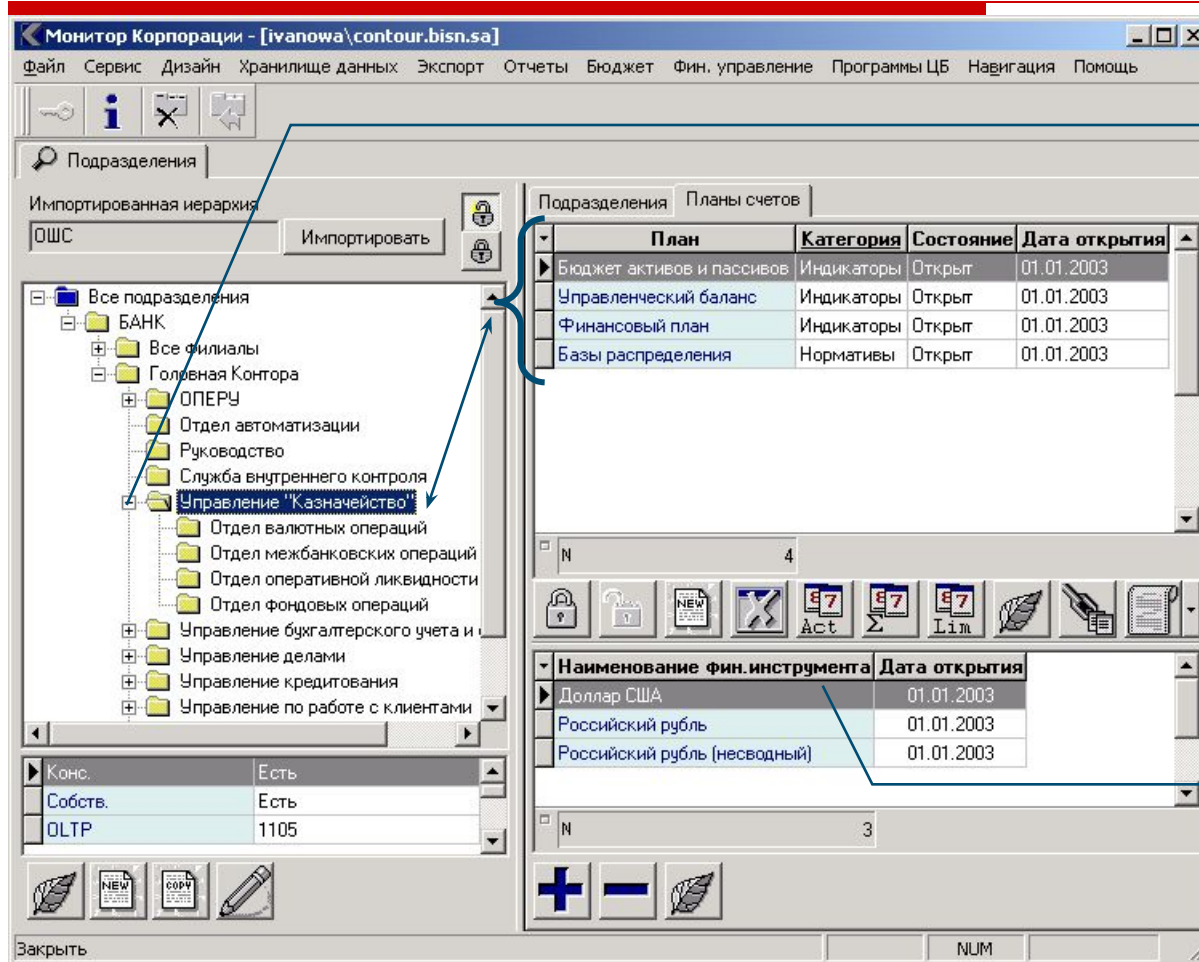 Монитор Корпорации - [ivanowa\contour.bisn.sa]
Файл Сервис Дизайн Хранилище данных Экспорт Отчеты Бюджет Фин. управление Программы ЦБ Навигация Помощь
Подразделения
Импортированная иерархия
ОШС Импортировать
Все подразделения
БАНК
Все филиалы
Головная Контора
ОПЕРУ
Отдел автоматизации
Руководство
Служба внутреннего контроля
Управление "Казначейство"
Отдел валютных операций
Отдел межбанковских операций
Отдел оперативной ликвидности
Отдел фондовых операций
Управление бухгалтерского учета и
Управление делами
Управление кредитования
Управление по работе с клиентами
Конс. Есть
Собств. Есть
OLTP 1105
NEW COPY
Подразделения Планы счетов
План Категория Состояние Дата открытия
Бюджет активов и пассивов Индикаторы Открыт 01.01.2003
Управленческий баланс Индикаторы Открыт 01.01.2003
Финансовый план Индикаторы Открыт 01.01.2003
Базы распределения Нормативы Открыт 01.01.2003
N 4
NEW 87 Act 87 Σ 87 Lim
Наименование фин.инструмента Дата открытия
Доллар США 01.01.2003
Российский рубль 01.01.2003
Российский рубль (несводный) 01.01.2003
N 3
Закрыть NUM